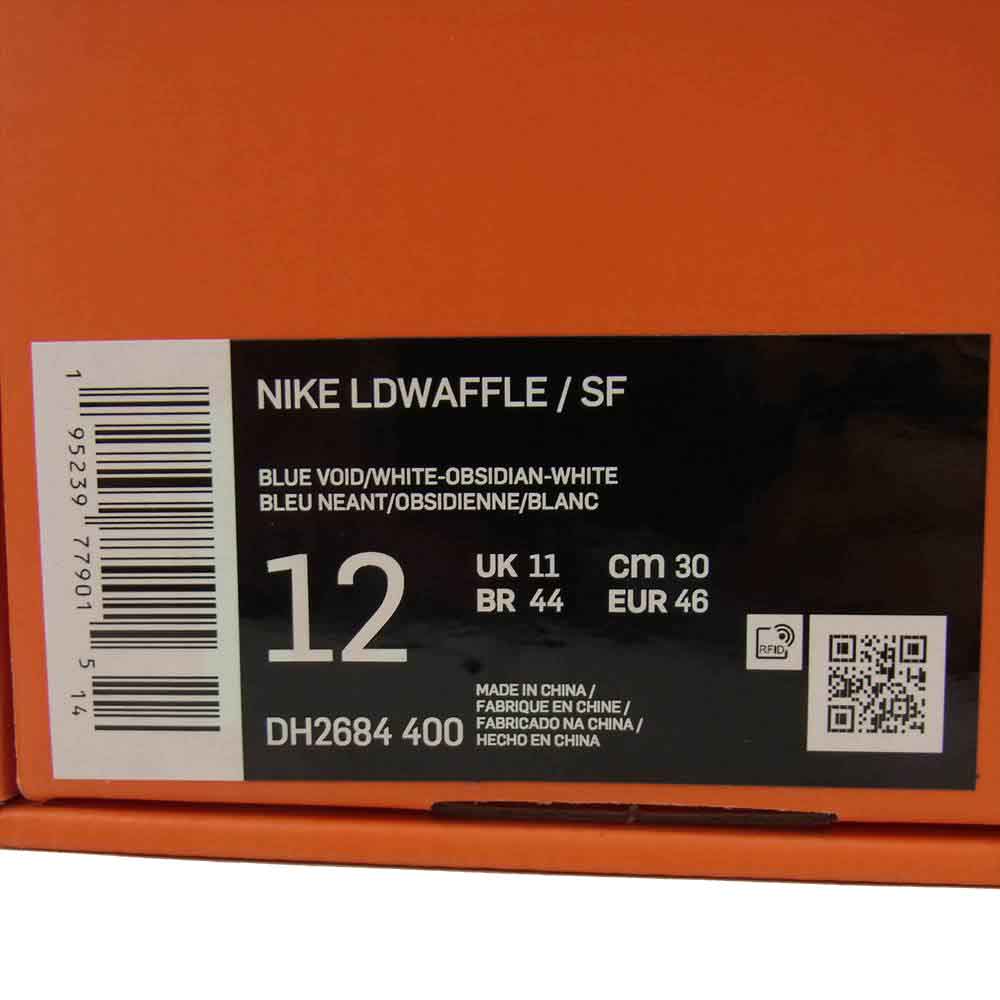 NIKE LDWAFFLE / SF
BLUE VOID/WHITE-OBSIDIAN-WHITE
BLEU NEANT/OBSIDIENNE/BLANC
12
UK 11 cm 30
BR 44 EUR 46
RFID
DH2684 400
MADE IN CHINA /
FABRIQUE EN CHINE /
FABRICADO NA CHINA /
HECHO EN CHINA
1 95239 77901 5 14